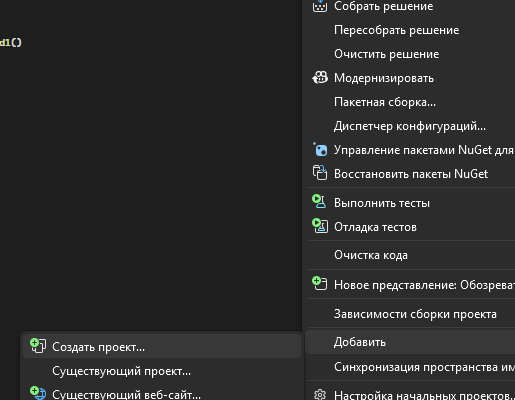 d1()
Собрать решение
Пересобрать решение
Очистить решение
Модернизировать
Пакетная сборка...
Диспетчер конфигураций...
Управление пакетами NuGet для
Восстановить пакеты NuGet
Выполнить тесты
Отладка тестов
Очистка кода
Новое представление: Обозрева
Зависимости сборки проекта
Добавить
Синхронизация пространства им
Настройка начальных проектов..
Создать проект...
Существующий проект...
Существующий веб-сайт...